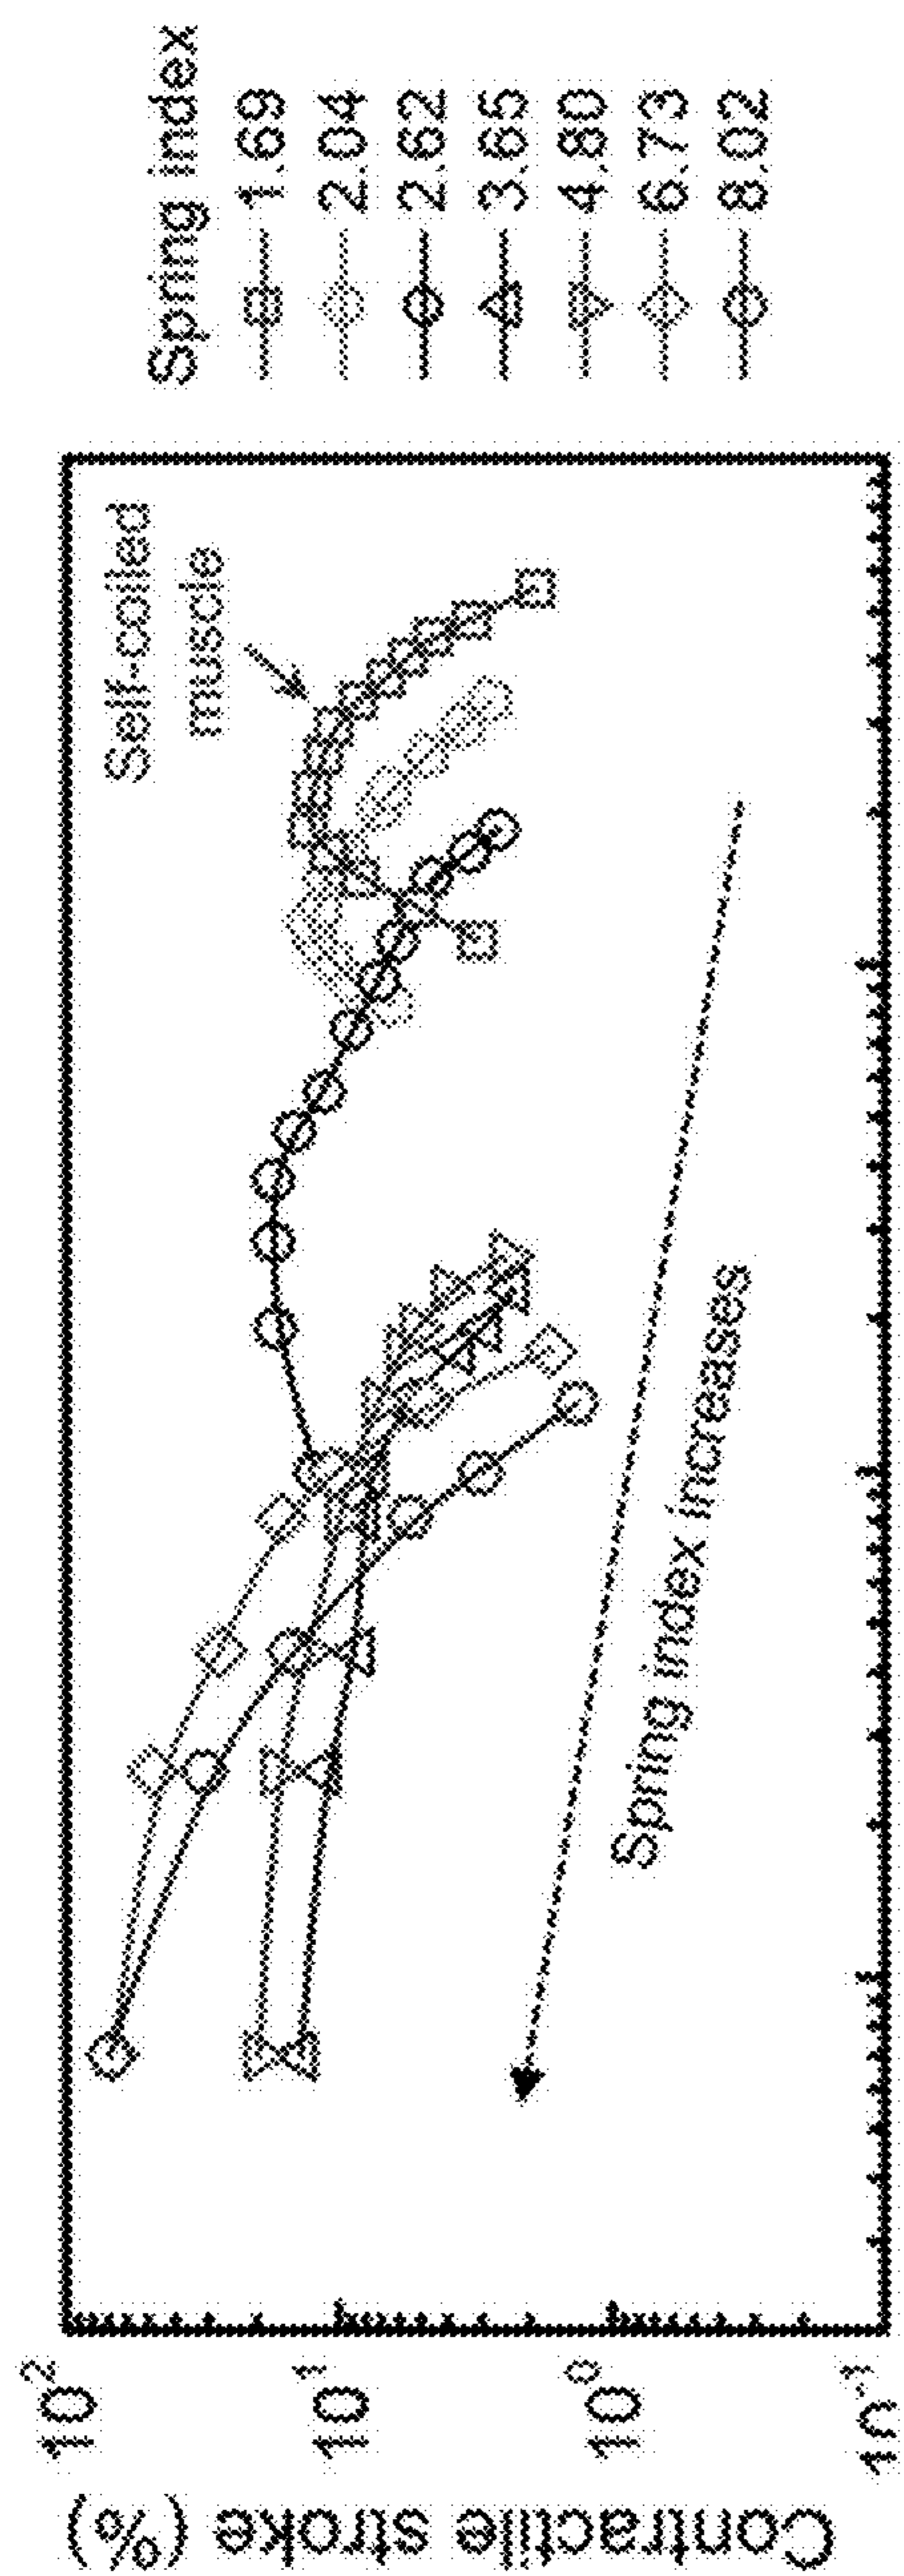 Contractile stroke (%)
10²
10¹
10⁰
10⁻¹
Self-coiled
muscle
Spring index increases
Spring index
1.69
2.04
2.62
3.65
4.80
6.73
8.02